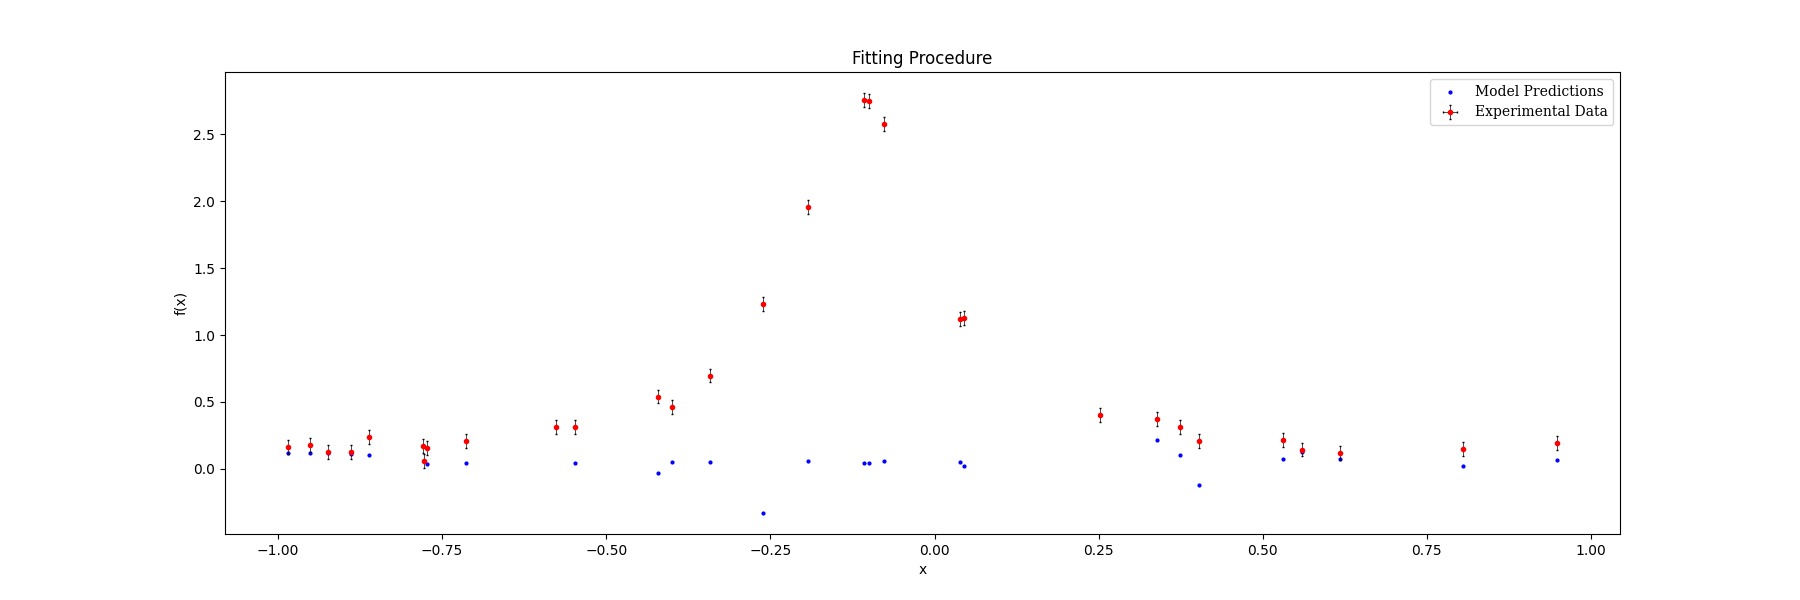 Fitting Procedure
Model Predictions
Experimental Data
2.5
2.0
1.5
1.0
0.5
0.0
f(x)
−1.00 −0.75 −0.50 −0.25 0.00 0.25 0.50 0.75 1.00
x